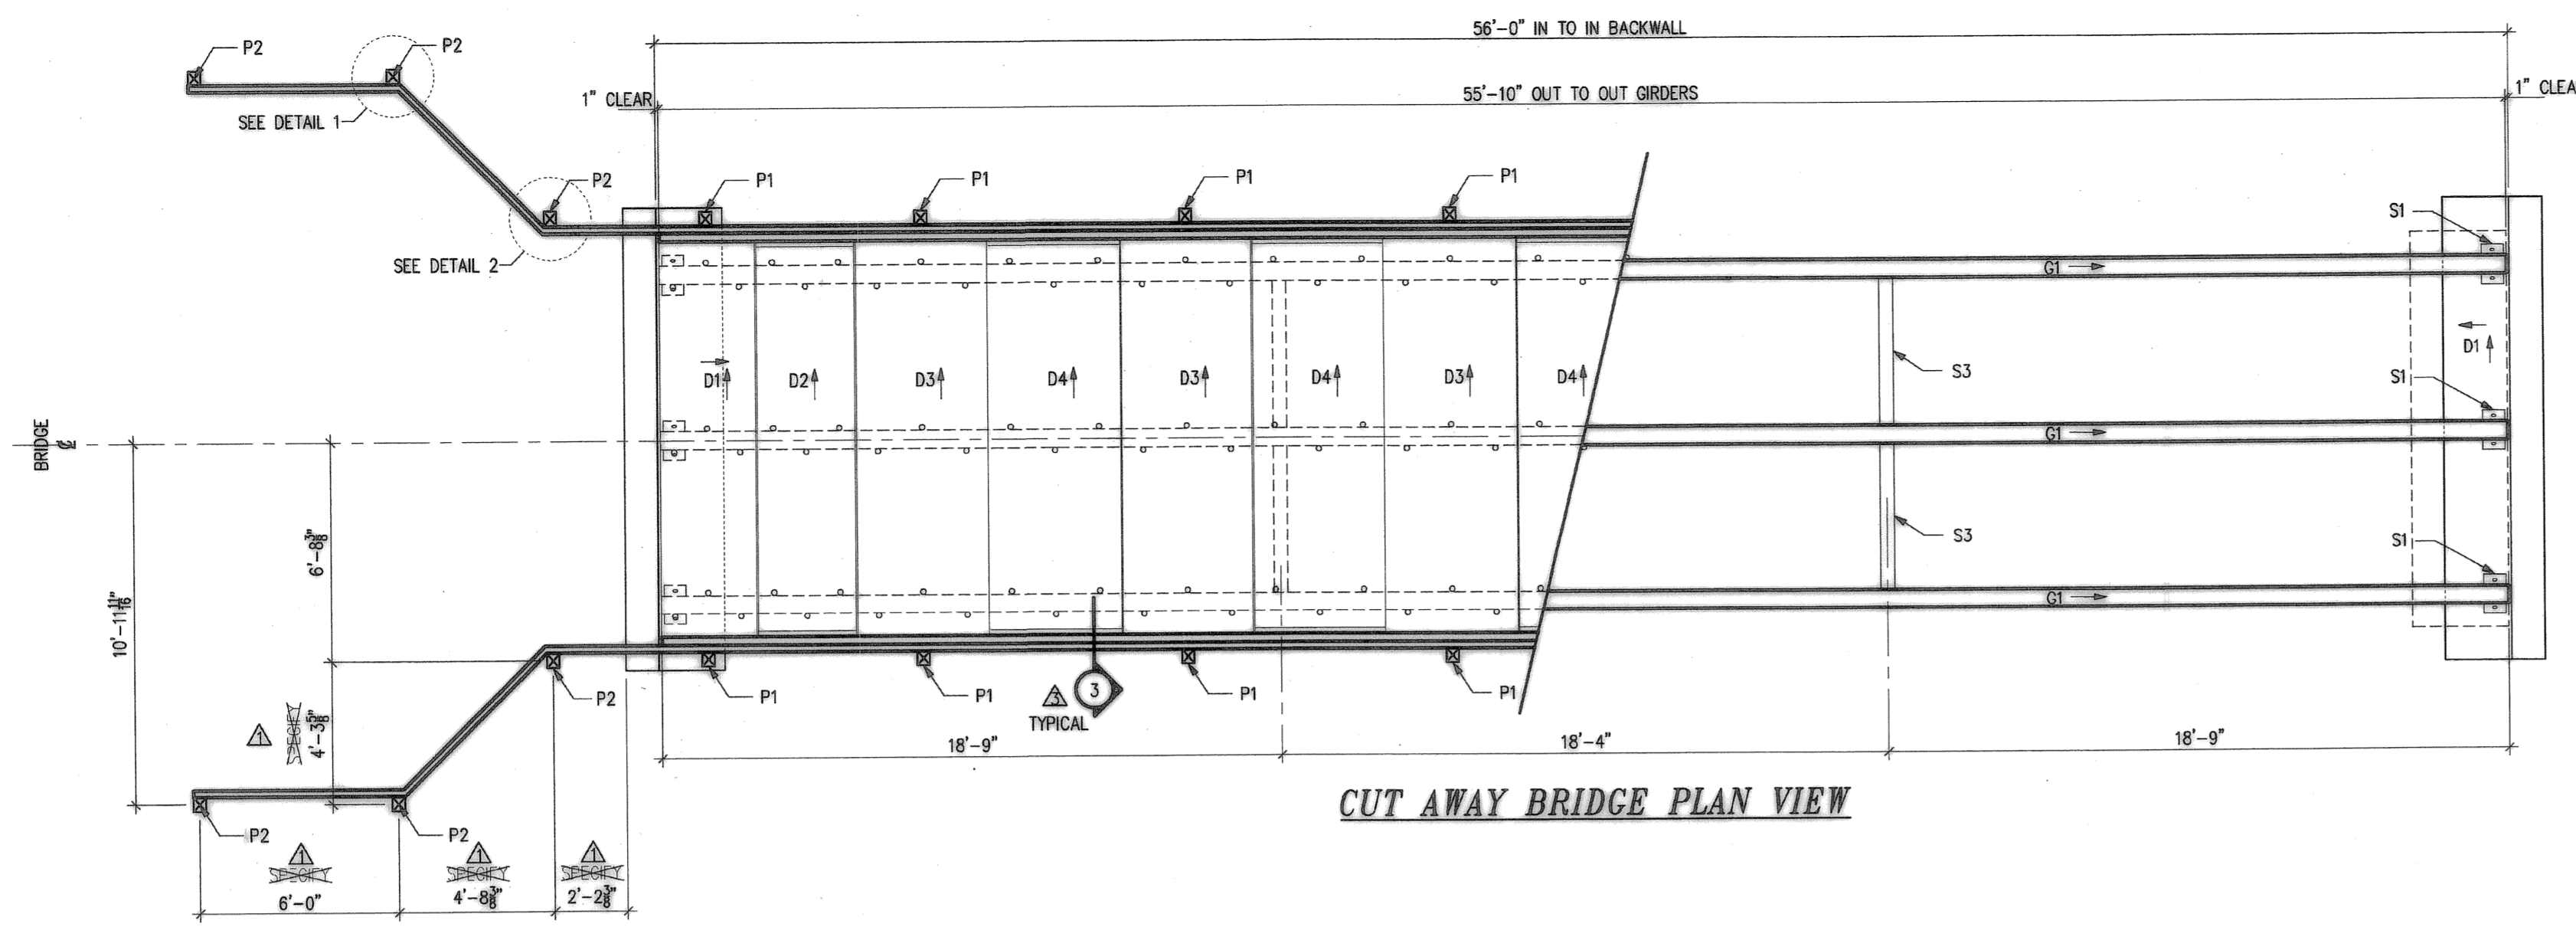 56'-0" IN TO IN BACKWALL
P2
P2
1" CLEAR
55'-10" OUT TO OUT GIRDERS
1" CLEA
SEE DETAIL 1
P2
P1
P1
P1
P1
S1
SEE DETAIL 2
G1
D1
D2
D3
D4
D3
D4
D3
D4
S3
D1
S1
BRIDGE
℄
G1
6'-8 3/8"
S3
S1
10'-11 11/16"
G1
P2
P1
P1
P1
P1
3
3
TYPICAL
1
SPECIFY
4'-3 5/8"
18'-9"
18'-4"
18'-9"
CUT AWAY BRIDGE PLAN VIEW
P2
P2
1
1
1
SPECIFY
SPECIFY
SPECIFY
6'-0"
4'-8 3/8"
2'-2 3/8"